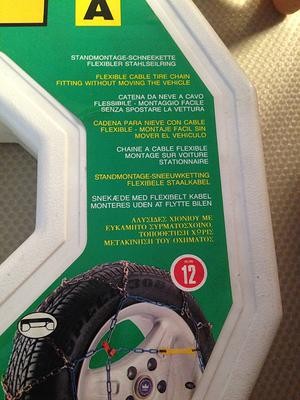 A
STANDMONTAGE-SCHNEEKETTE
FLEXIBLER STAHLSEILRING
FLEXIBLE CABLE TIRE CHAIN
FITTING WITHOUT MOVING THE VEHICLE
CATENA DA NEVE A CAVO
FLESSIBILE - MONTAGGIO FACILE
SENZA SPOSTARE LA VETTURA
CADENA PARA NIEVE CON CABLE
FLEXIBLE - MONTAJE FACIL SIN
MOVER EL VEHICULO
CHAINE A CABLE FLEXIBLE
MONTAGE SUR VOITURE
STATIONNAIRE
STANDMONTAGE-SNEEUWKETTING
FLEXIBELE STAALKABEL
SNEKÆDE MED FLEXIBELT KABEL
MONTERES UDEN AT FLYTTE BILEN
ΑΛΥΣΙΔΕΣ ΧΙΟΝΙΟΥ ΜΕ
ΕΥΚΑΜΠΤΟ ΣΥΡΜΑΤΟΣΧΟΙΝΟ.
ΤΟΠΟΘΕΤΗΣΗ ΧΩΡΙΣ
ΜΕΤΑΚΙΝΗΣΗ ΤΟΥ ΟΧΗΜΑΤΟΣ
12